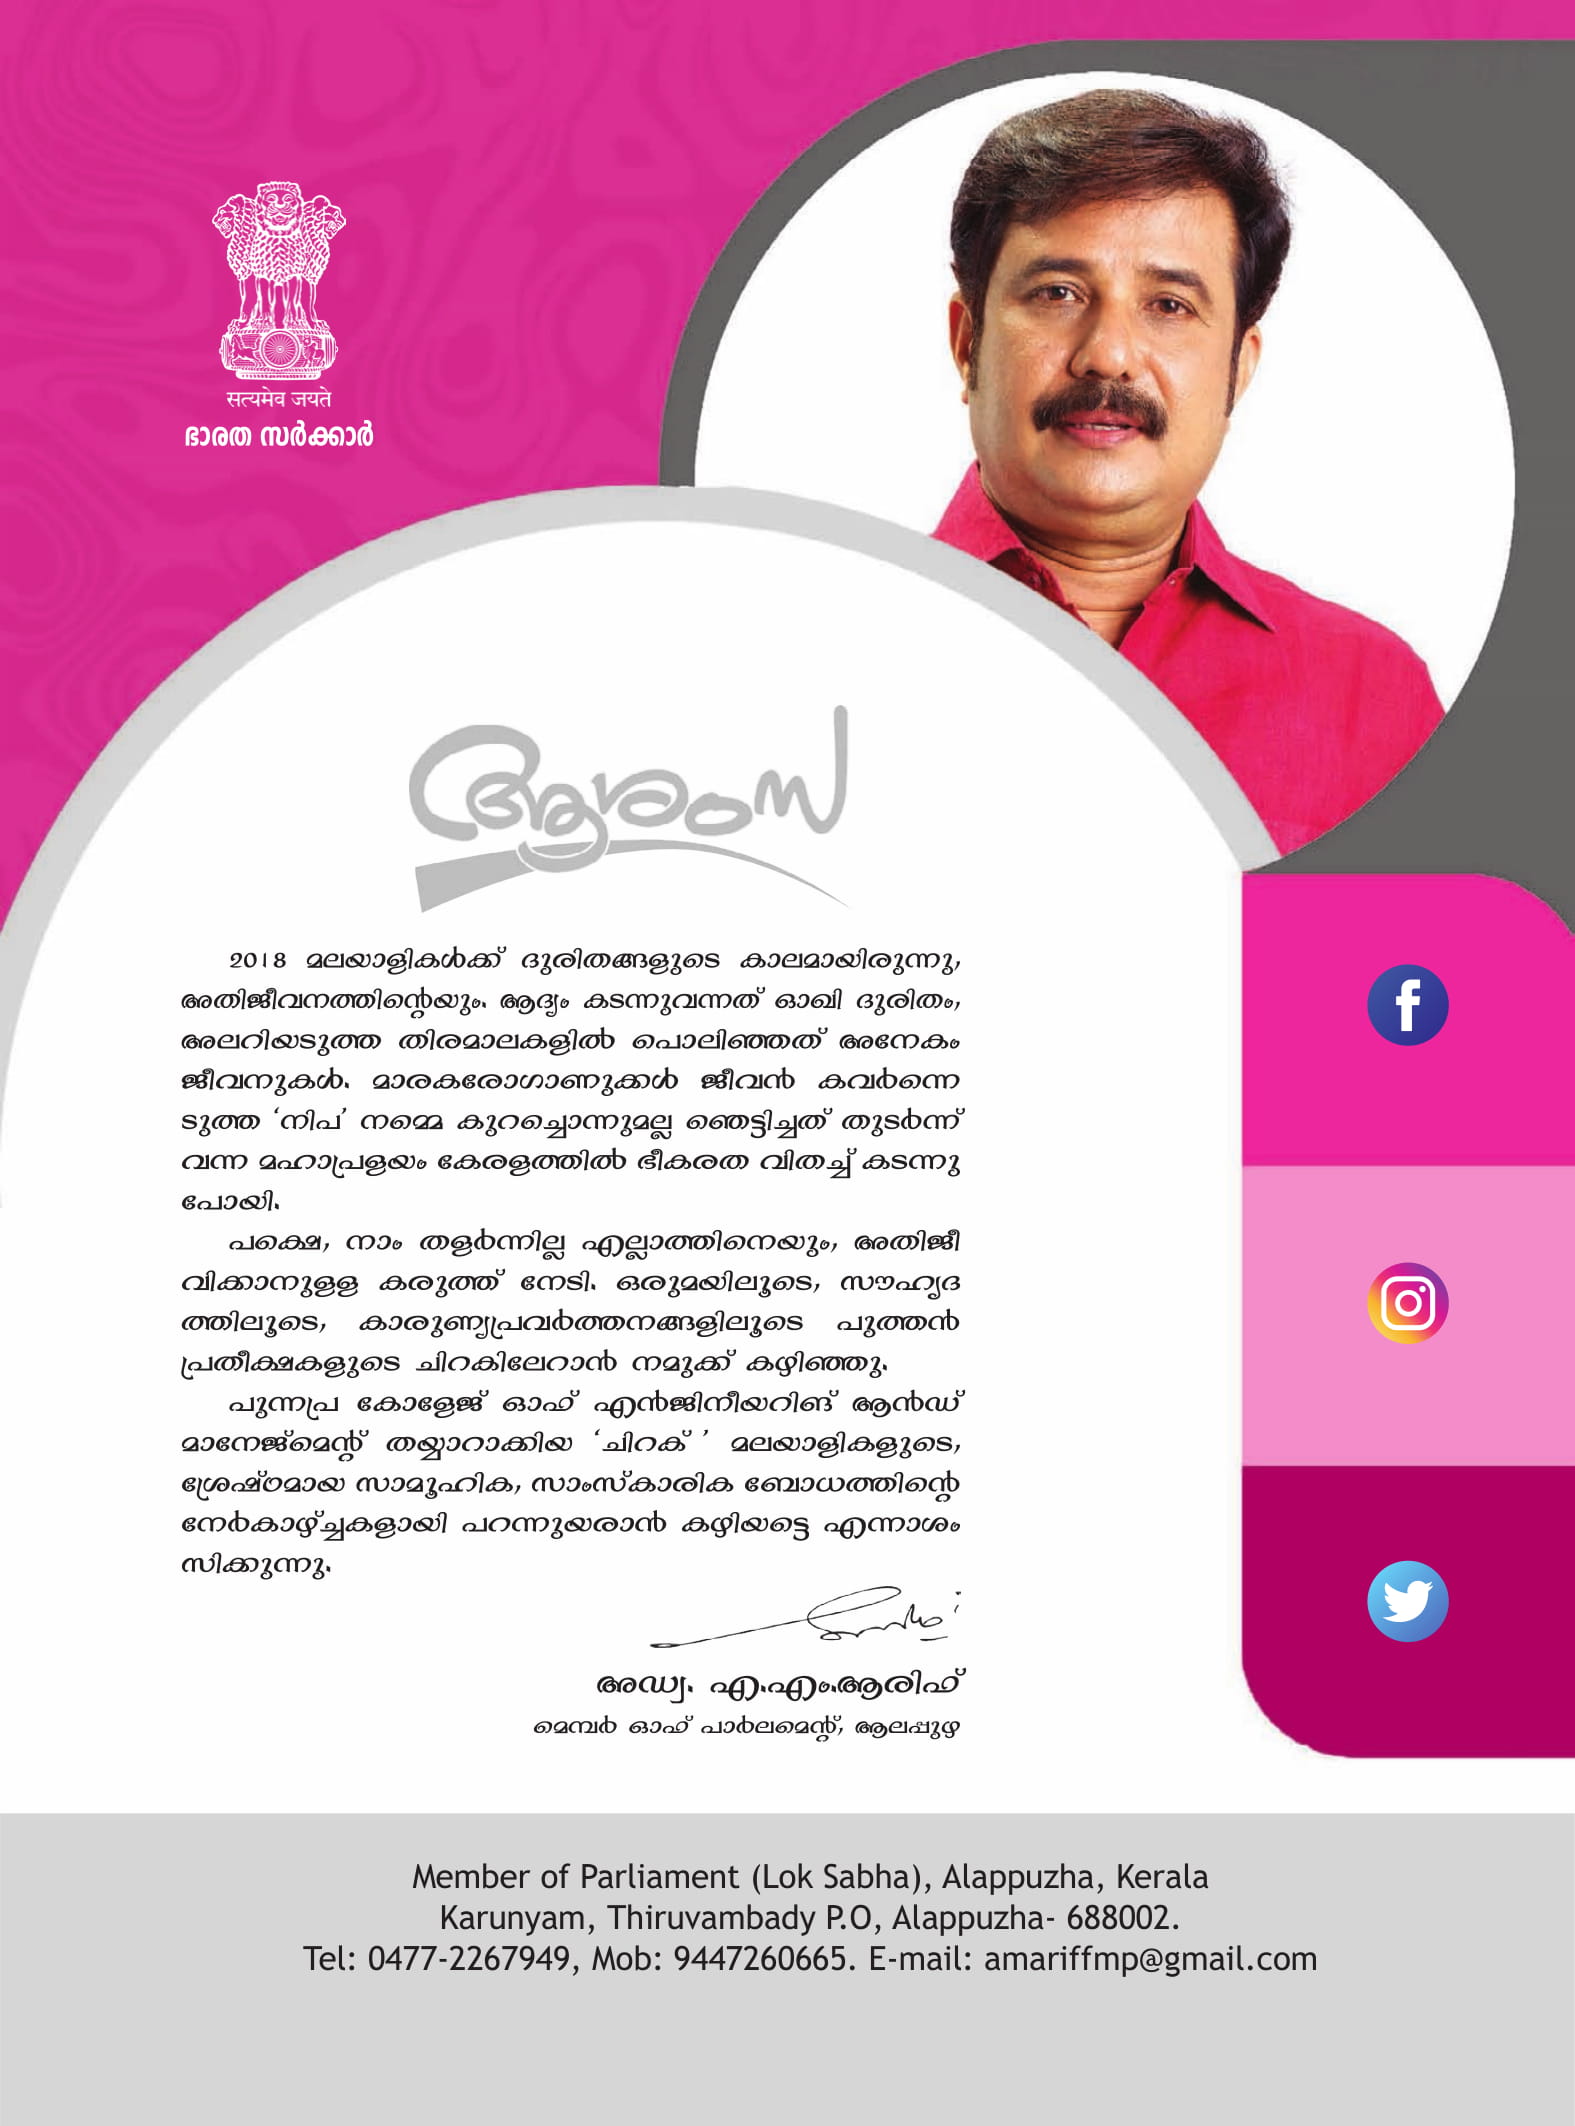 सत्यमेव जयते
ഭാരത സർക്കാർ
ആശംസ
2018 മലയാളികൾക്ക് ദുരിതങ്ങളുടെ കാലമായിരുന്നു,
അതിജീവനത്തിന്റെയും. ആദ്യം കടന്നുവന്നത് ഓഖി ദുരിതം,
അലറിയടുത്ത തിരമാലകളിൽ പൊലിഞ്ഞത് അനേകം
ജീവനുകൾ. മാരകരോഗാണുക്കൾ ജീവൻ കവർന്നെ
ടുത്ത ‘നിപ’ നമ്മെ കുറച്ചൊന്നുമല്ല ഞെട്ടിച്ചത് തുടർന്ന്
വന്ന മഹാപ്രളയം കേരളത്തിൽ ഭീകരത വിതച്ച് കടന്നു
പോയി.
പക്ഷെ, നാം തളർന്നില്ല എല്ലാത്തിനെയും, അതിജീ
വിക്കാനുളള കരുത്ത് നേടി. ഒരുമയിലൂടെ, സൗഹൃദ
ത്തിലൂടെ, കാരുണ്യപ്രവർത്തനങ്ങളിലൂടെ പുത്തൻ
പ്രതീക്ഷകളുടെ ചിറകിലേറാൻ നമുക്ക് കഴിഞ്ഞു.
പുന്നപ്ര കോളേജ് ഓഫ് എൻജിനീയറിങ് ആൻഡ്
മാനേജ്മെന്റ് തയ്യാറാക്കിയ ‘ചിറക് ’ മലയാളികളുടെ,
ശ്രേഷ്ഠമായ സാമൂഹിക, സാംസ്കാരിക ബോധത്തിന്റെ
നേർകാഴ്ച്ചകളായി പറന്നുയരാൻ കഴിയട്ടെ എന്നാശം
സിക്കുന്നു.
അഡ്വ. എ.എം.ആരിഫ്
മെമ്പർ ഓഫ് പാർലമെന്റ്, ആലപ്പുഴ
Member of Parliament (Lok Sabha), Alappuzha, Kerala
Karunyam, Thiruvambady P.O, Alappuzha- 688002.
Tel: 0477-2267949, Mob: 9447260665. E-mail: amariffmp@gmail.com